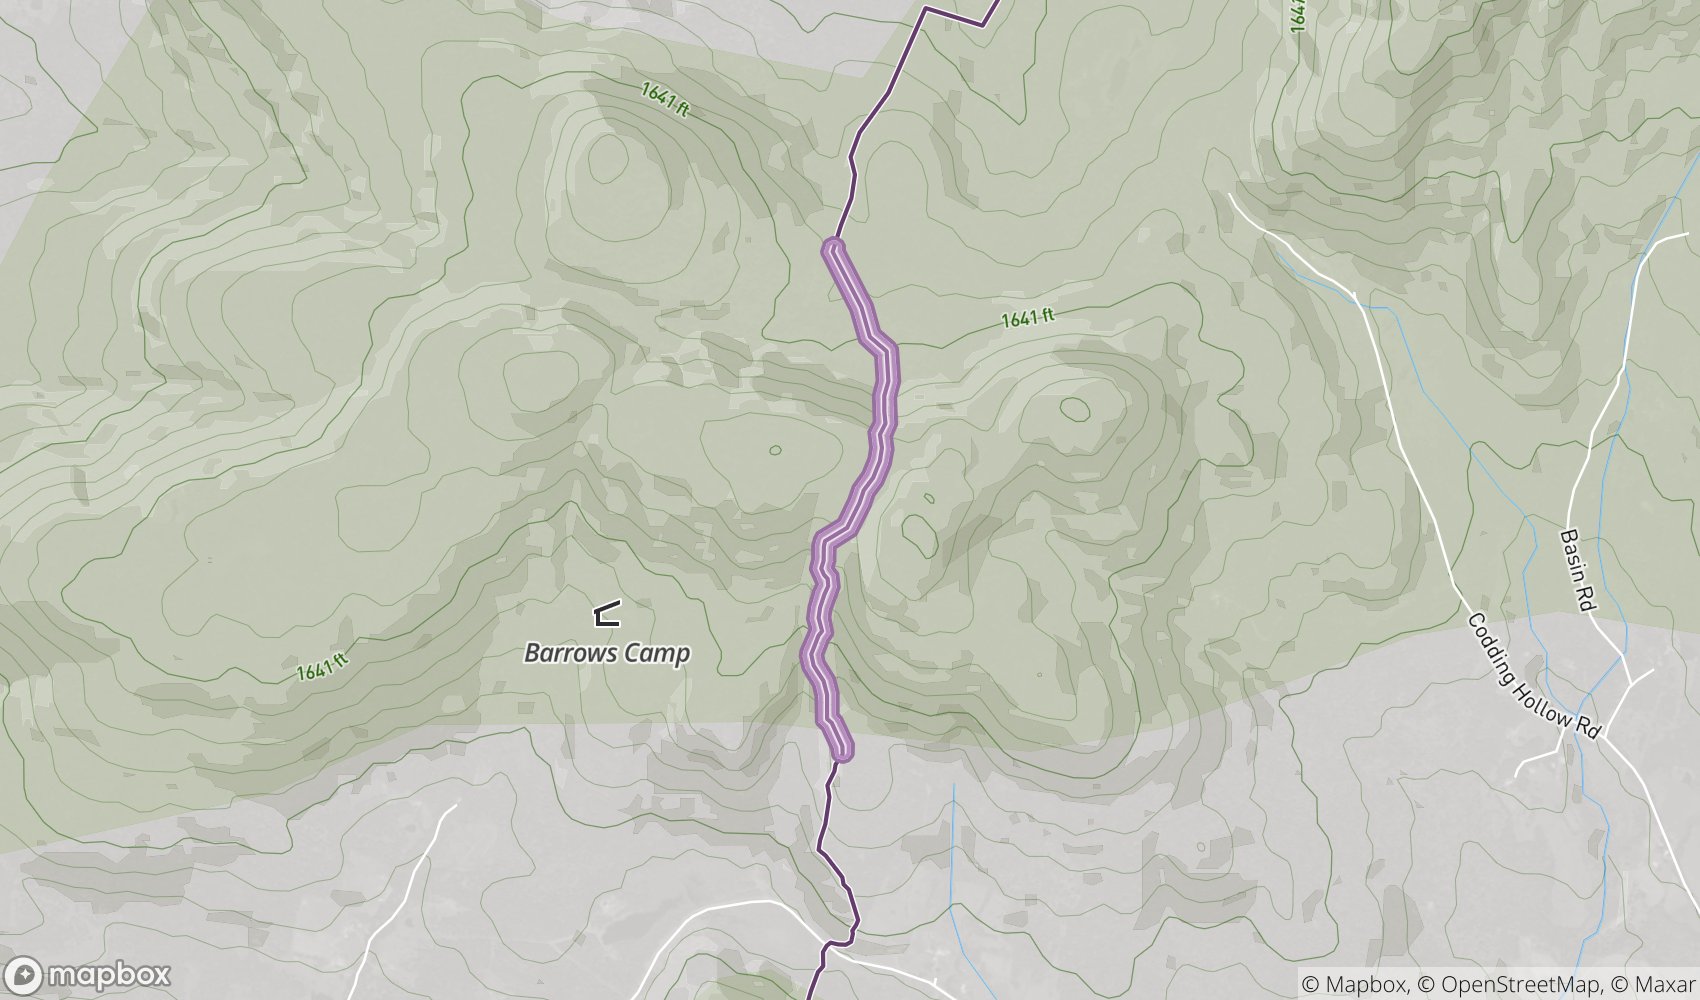 1641 ft
1641 ft
Basin Rd
Barrows Camp
1641 ft
Codding Hollow Rd
mapbox
© Mapbox, © OpenStreetMap, © Maxar